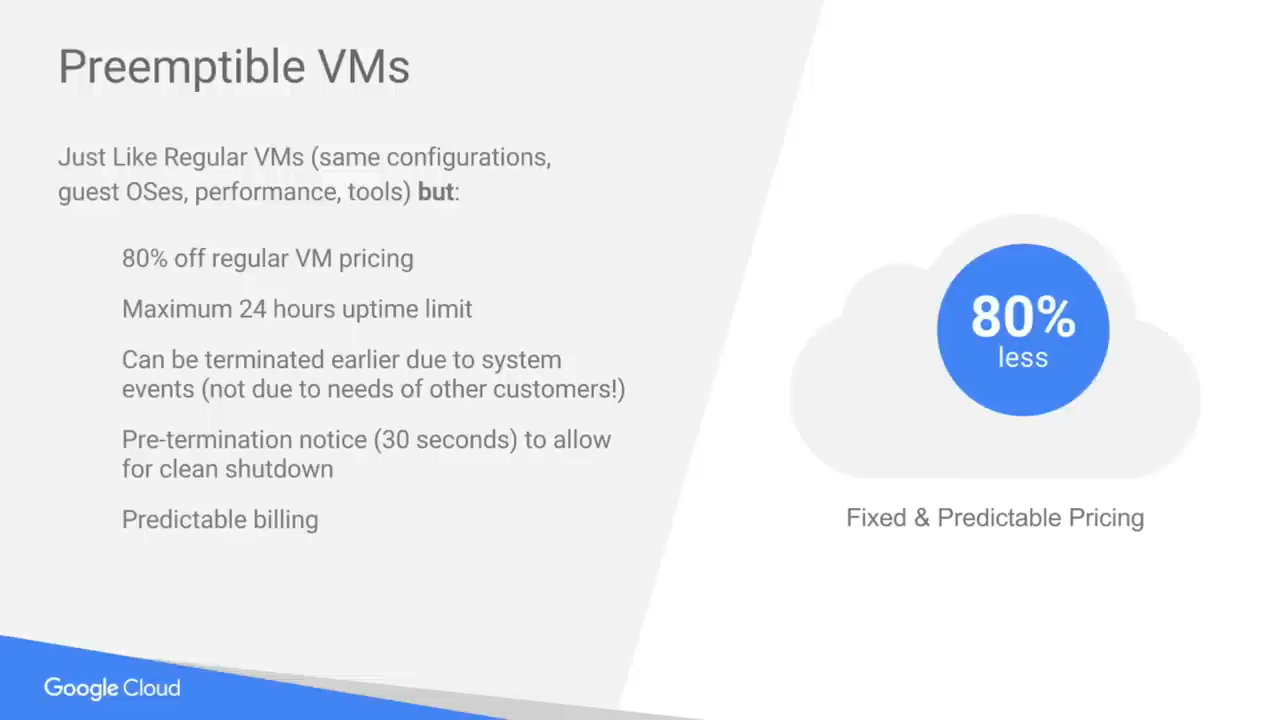 Preemptible VMs
Just Like Regular VMs (same configurations,
guest OSes, performance, tools) but:
80% off regular VM pricing
Maximum 24 hours uptime limit
Can be terminated earlier due to system
events (not due to needs of other customers!)
Pre-termination notice (30 seconds) to allow
for clean shutdown
Predictable billing
80%
less
Fixed & Predictable Pricing
Google Cloud